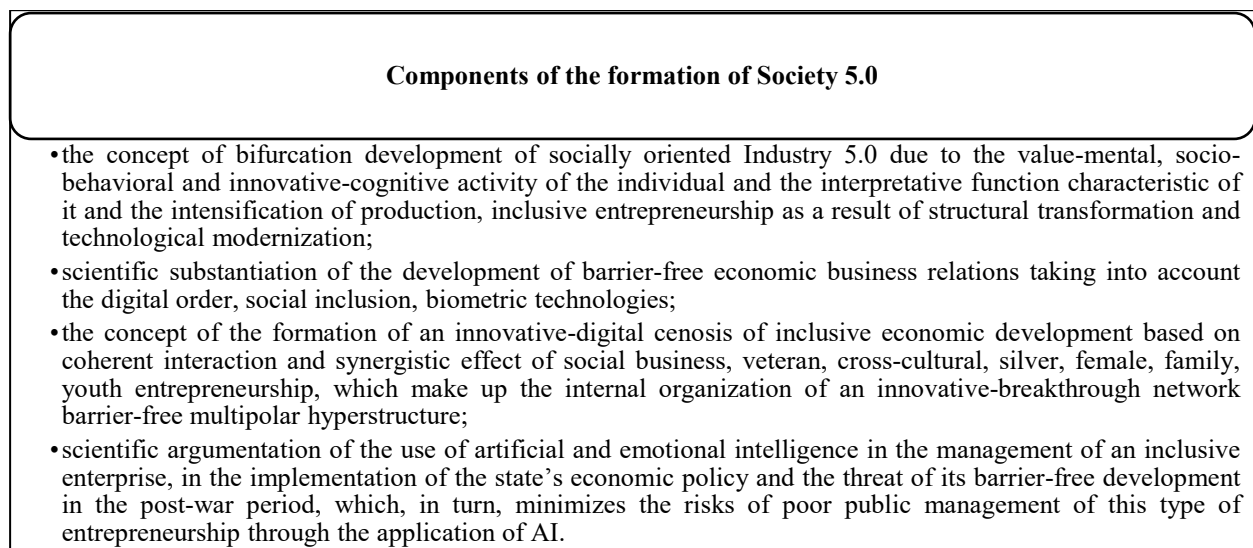 Components of the formation of Society 5.0
•the concept of bifurcation development of socially oriented Industry 5.0 due to the value-mental, socio-
behavioral and innovative-cognitive activity of the individual and the interpretative function characteristic of
it and the intensification of production, inclusive entrepreneurship as a result of structural transformation and
technological modernization;
•scientific substantiation of the development of barrier-free economic business relations taking into account
the digital order, social inclusion, biometric technologies;
•the concept of the formation of an innovative-digital cenosis of inclusive economic development based on
coherent interaction and synergistic effect of social business, veteran, cross-cultural, silver, female, family,
youth entrepreneurship, which make up the internal organization of an innovative-breakthrough network
barrier-free multipolar hyperstructure;
•scientific argumentation of the use of artificial and emotional intelligence in the management of an inclusive
enterprise, in the implementation of the state’s economic policy and the threat of its barrier-free development
in the post-war period, which, in turn, minimizes the risks of poor public management of this type of
entrepreneurship through the application of AI.